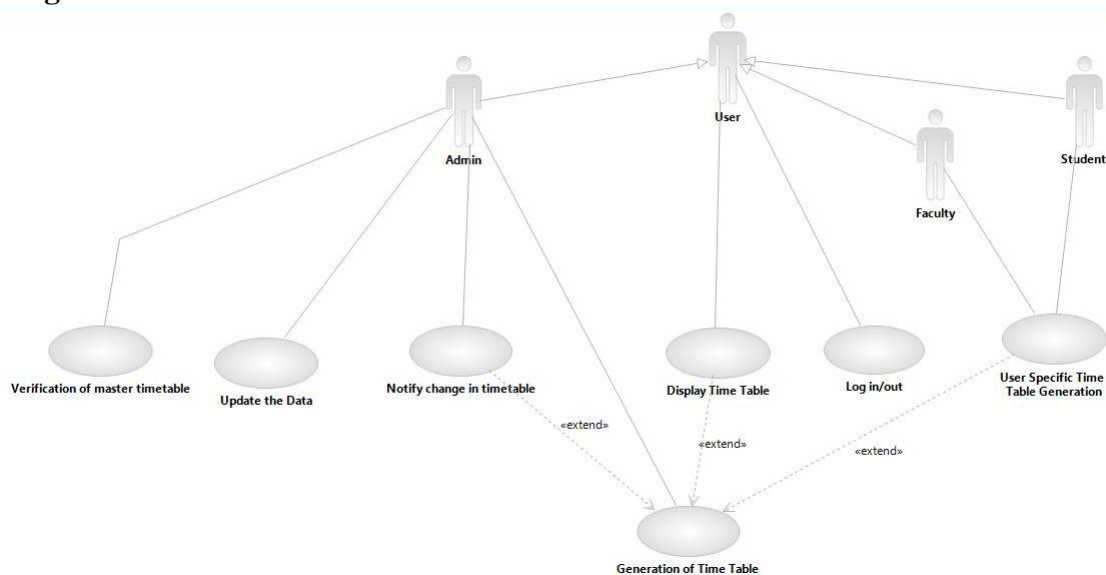 User
Admin
Student
Faculty
Verification of master timetable
Update the Data
Notify change in timetable
Display Time Table
Log in/out
User Specific Time
Table Generation
«extend»
«extend»
«extend»
Generation of Time Table